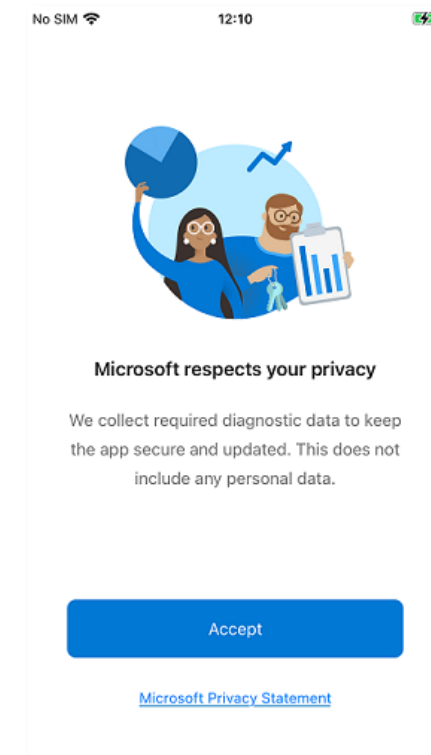 No SIM 12:10
Microsoft respects your privacy
We collect required diagnostic data to keep
the app secure and updated. This does not
include any personal data.
Accept
Microsoft Privacy Statement